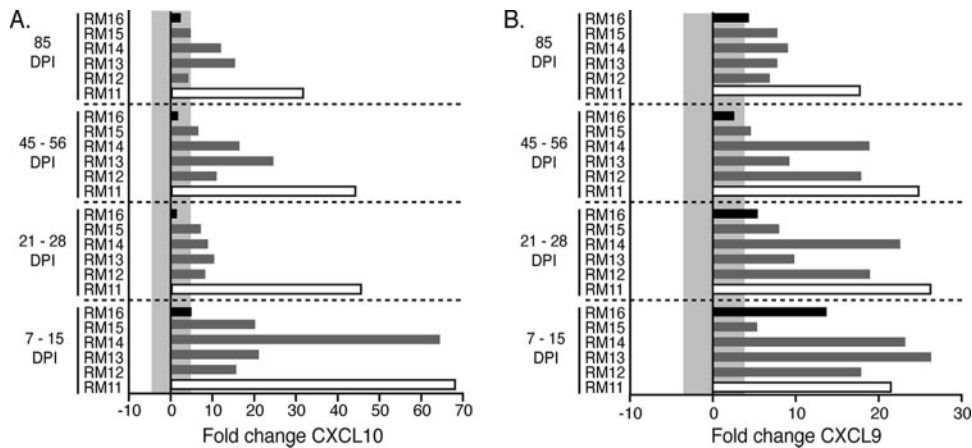 A.
85
DPI
RM16
RM15
RM14
RM13
RM12
RM11
45 - 56
DPI
RM16
RM15
RM14
RM13
RM12
RM11
21 - 28
DPI
RM16
RM15
RM14
RM13
RM12
RM11
7 - 15
DPI
RM16
RM15
RM14
RM13
RM12
RM11
-10 0 10 20 30 40 50 60 70
Fold change CXCL10
B.
85
DPI
RM16
RM15
RM14
RM13
RM12
RM11
45 - 56
DPI
RM16
RM15
RM14
RM13
RM12
RM11
21 - 28
DPI
RM16
RM15
RM14
RM13
RM12
RM11
7 - 15
DPI
RM16
RM15
RM14
RM13
RM12
RM11
-10 0 10 20 30
Fold change CXCL9